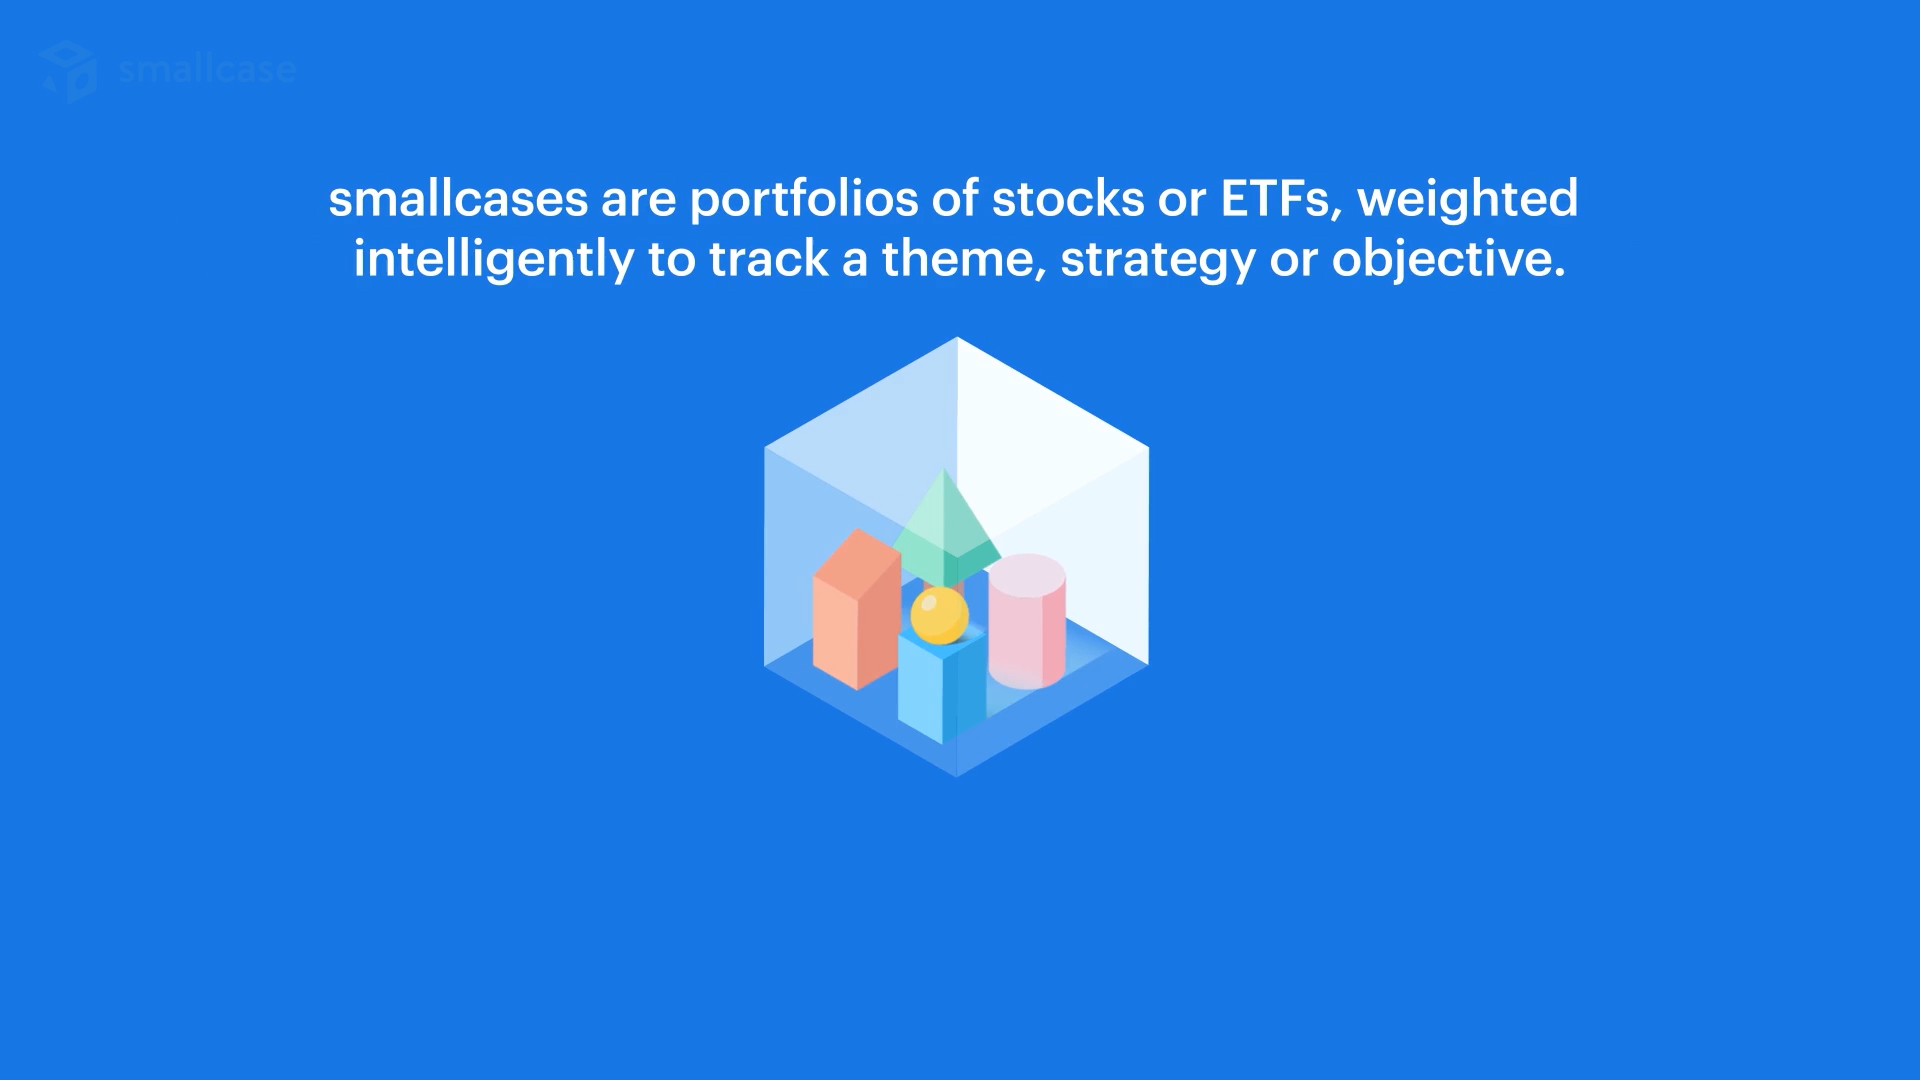 smallcase
smallcases are portfolios of stocks or ETFs, weighted
intelligently to track a theme, strategy or objective.